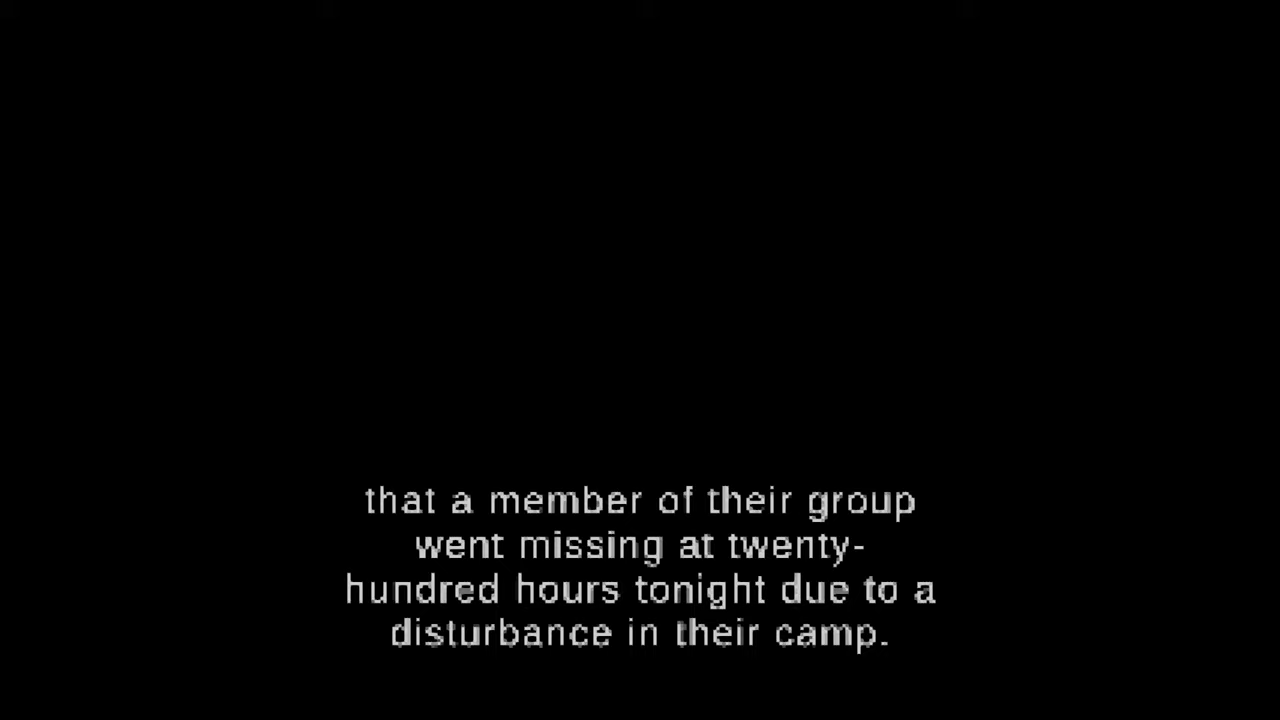 that a member of their group
went missing at twenty-
hundred hours tonight due to a
disturbance in their camp.